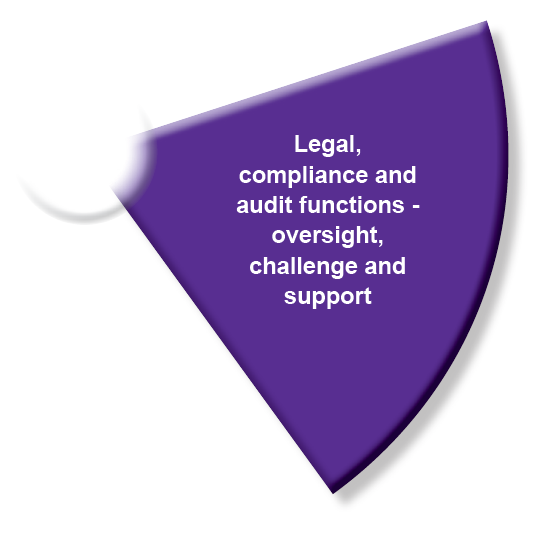 Legal,
compliance and
audit functions -
oversight,
challenge and
support